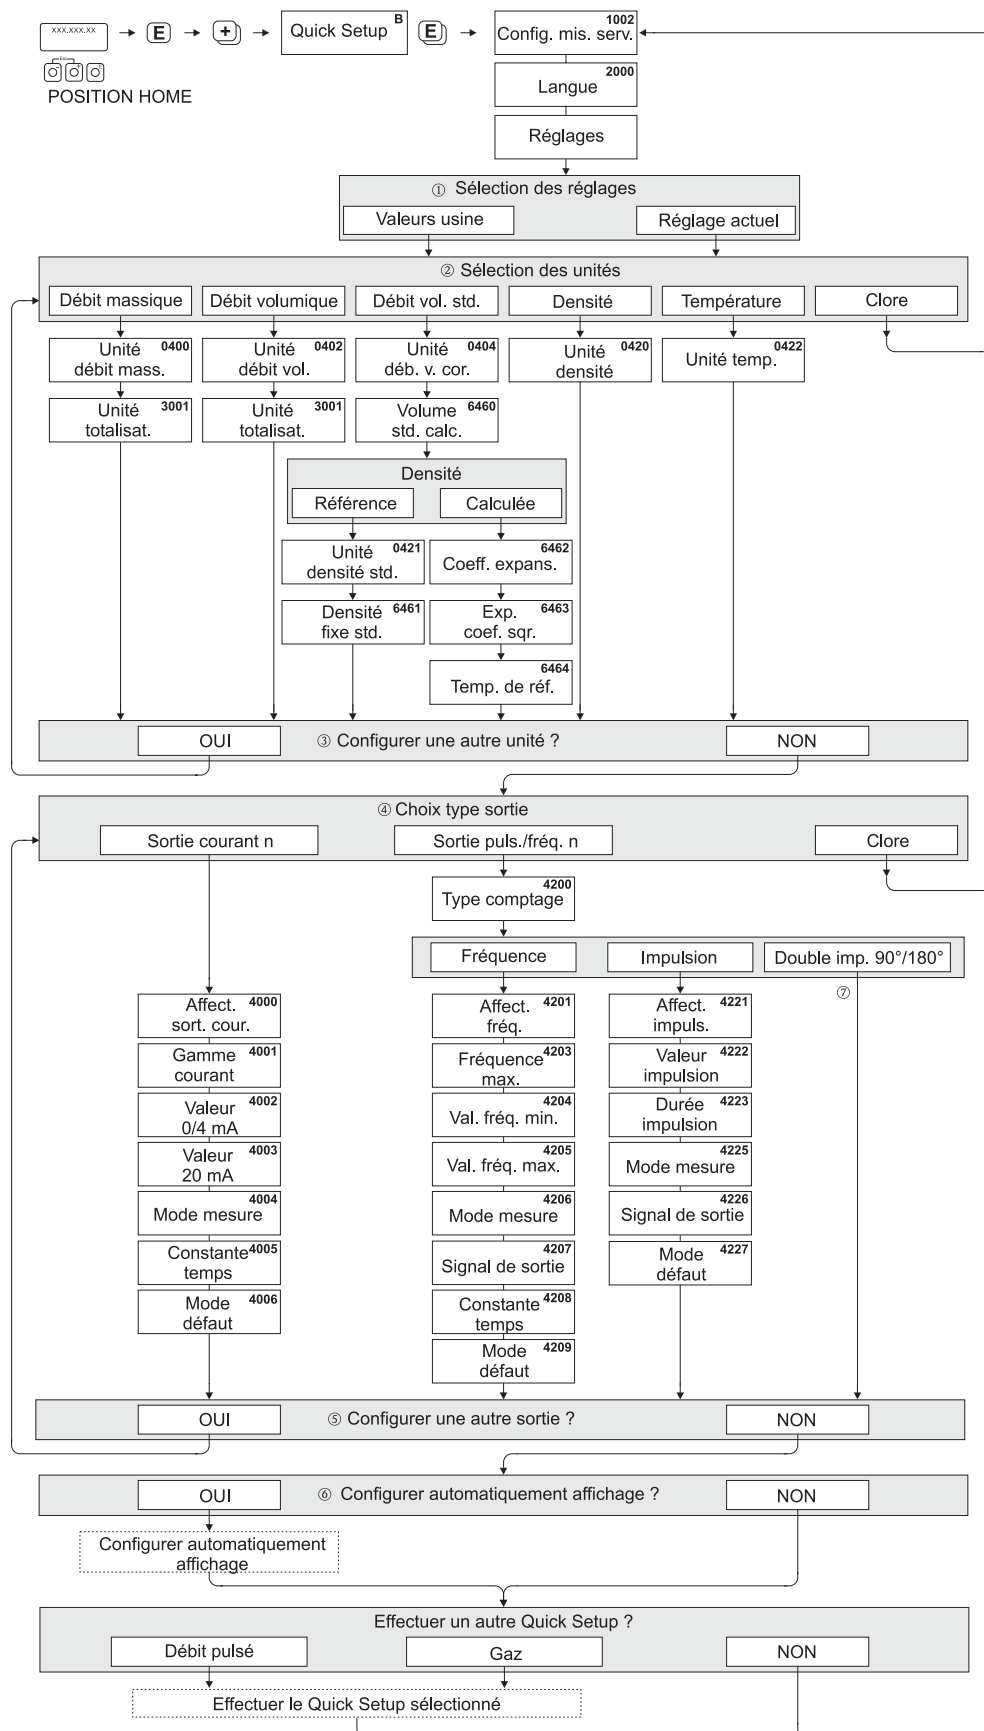 xxx.xxx.xx
E
+
Quick Setup B
E
Config. mis. serv. 1002
Esc
- + E
POSITION HOME
Langue 2000
Réglages
① Sélection des réglages
Valeurs usine
Réglage actuel
② Sélection des unités
Débit massique
Débit volumique
Débit vol. std.
Densité
Température
Clore
Unité 0400
débit mass.
Unité 0402
débit vol.
Unité 0404
déb. v. cor.
Unité 0420
densité
Unité temp. 0422
Unité 3001
totalisat.
Unité 3001
totalisat.
Volume 6460
std. calc.
Densité
Référence
Calculée
Unité 0421
densité std.
Coeff. expans. 6462
Densité 6461
fixe std.
Exp. 6463
coef. sqr.
Temp. de réf. 6464
OUI
③ Configurer une autre unité ?
NON
④ Choix type sortie
Sortie courant n
Sortie puls./fréq. n
Clore
Type comptage 4200
Fréquence
Impulsion
Double imp. 90°/180°
⑦
Affect. 4000
sort. cour.
Gamme 4001
courant
Valeur 4002
0/4 mA
Valeur 4003
20 mA
Mode mesure 4004
Constante 4005
temps
Mode 4006
défaut
Affect. 4201
fréq.
Fréquence 4203
max.
Val. fréq. min. 4204
Val. fréq. max. 4205
Mode mesure 4206
Signal de sortie 4207
Constante 4208
temps
Mode 4209
défaut
Affect. 4221
impuls.
Valeur 4222
impulsion
Durée 4223
impulsion
Mode mesure 4225
Signal de sortie 4226
Mode 4227
défaut
OUI
⑤ Configurer une autre sortie ?
NON
OUI
⑥ Configurer automatiquement affichage ?
NON
Configurer automatiquement
affichage
Effectuer un autre Quick Setup ?
Débit pulsé
Gaz
NON
Effectuer le Quick Setup sélectionné